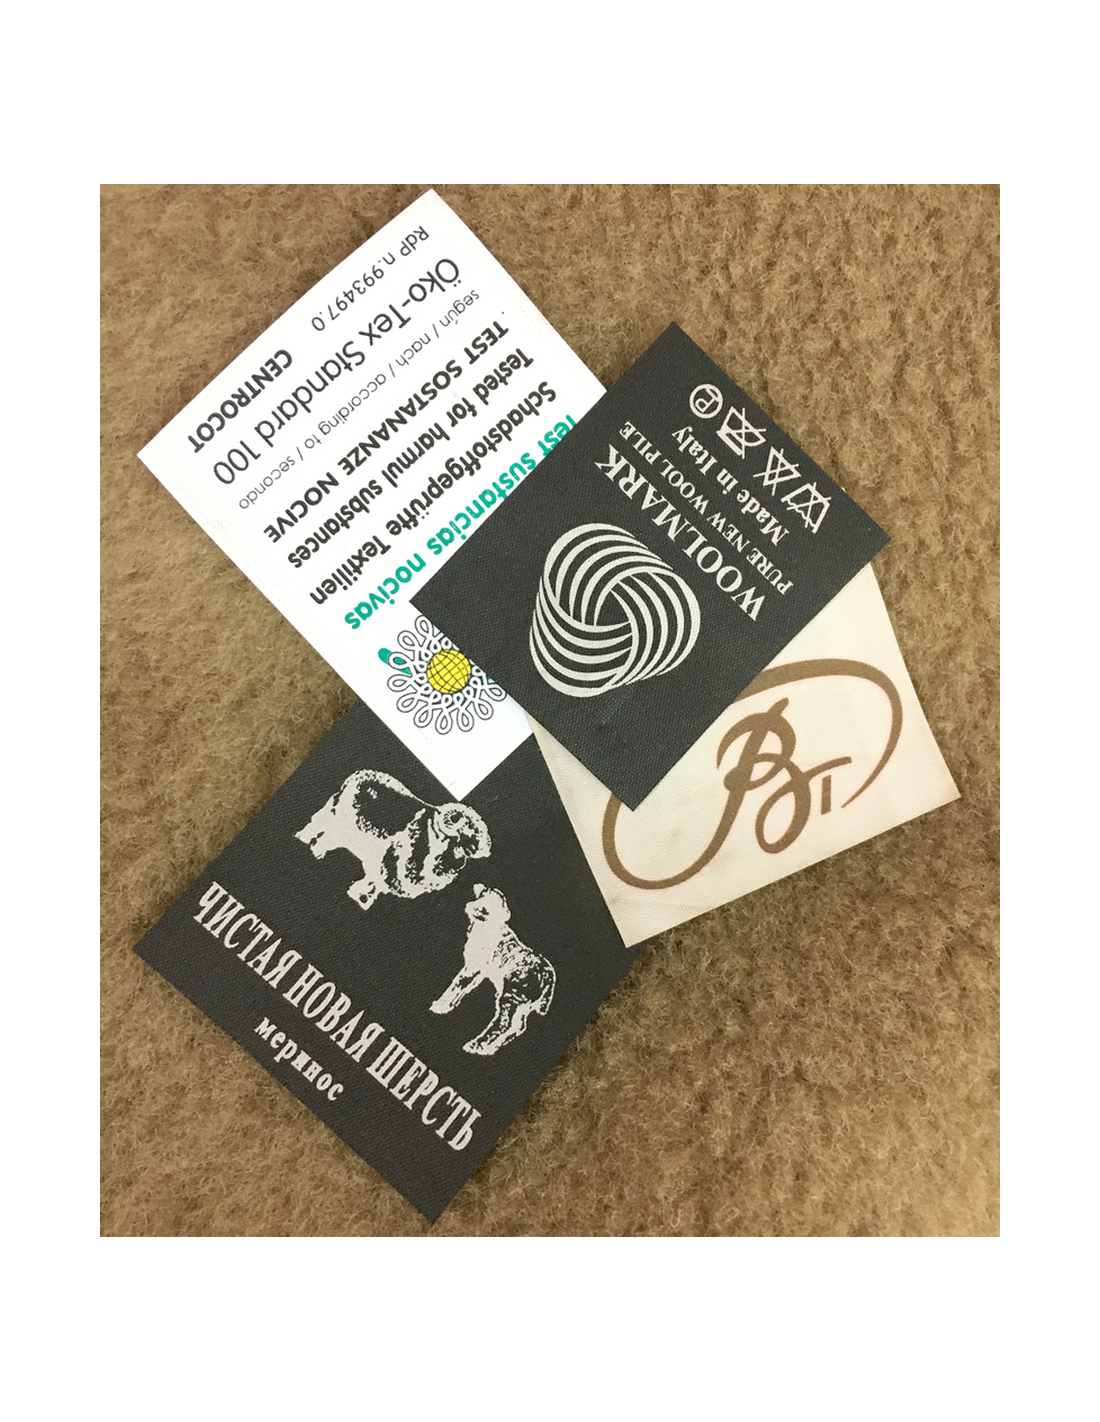 Test sustancias nocivas
Schadstoffgeprüfte Textilien
Tested for harmul substances
TEST SOSTANANZE NOCIVE
según / nach / according to / secondo
Öko-Tex Standard 100
RdP n.993497.0 CENTROCOT
WOOLMARK
PURE NEW WOOL PILE
Made in Italy
P
ЧИСТАЯ НОВАЯ ШЕРСТЬ
меринос